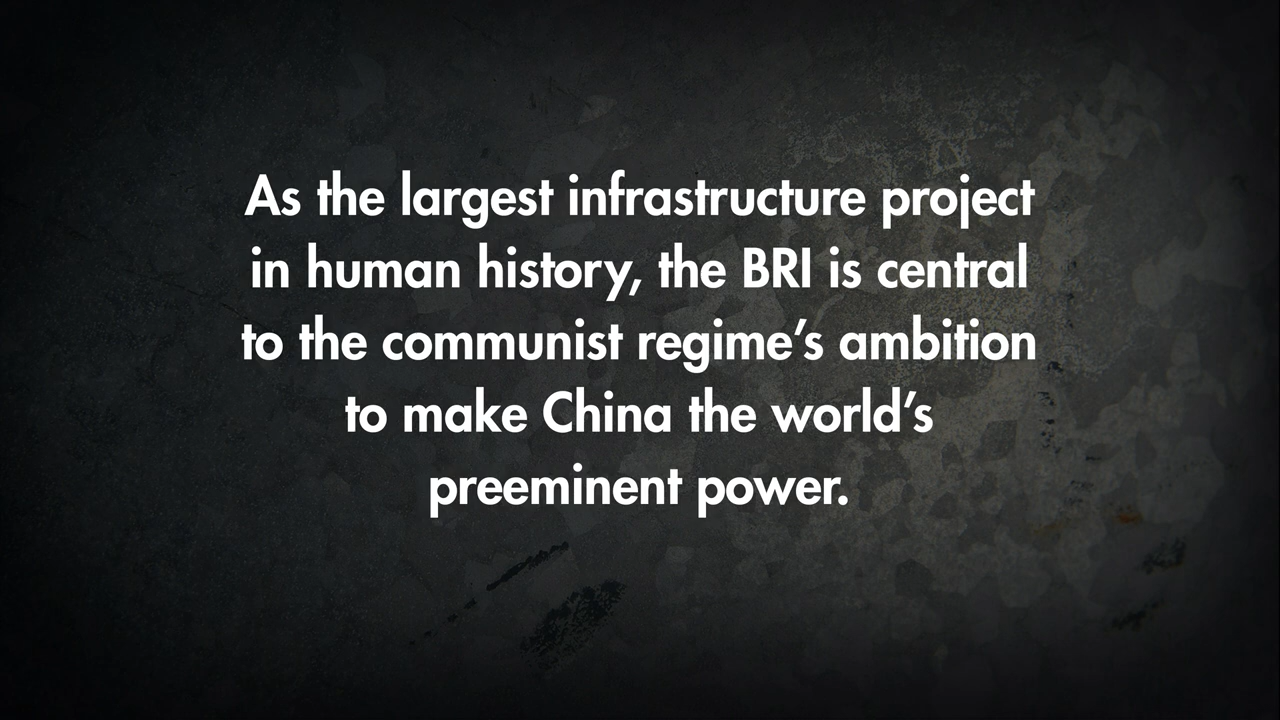 As the largest infrastructure project
in human history, the BRI is central
to the communist regime’s ambition
to make China the world’s
preeminent power.